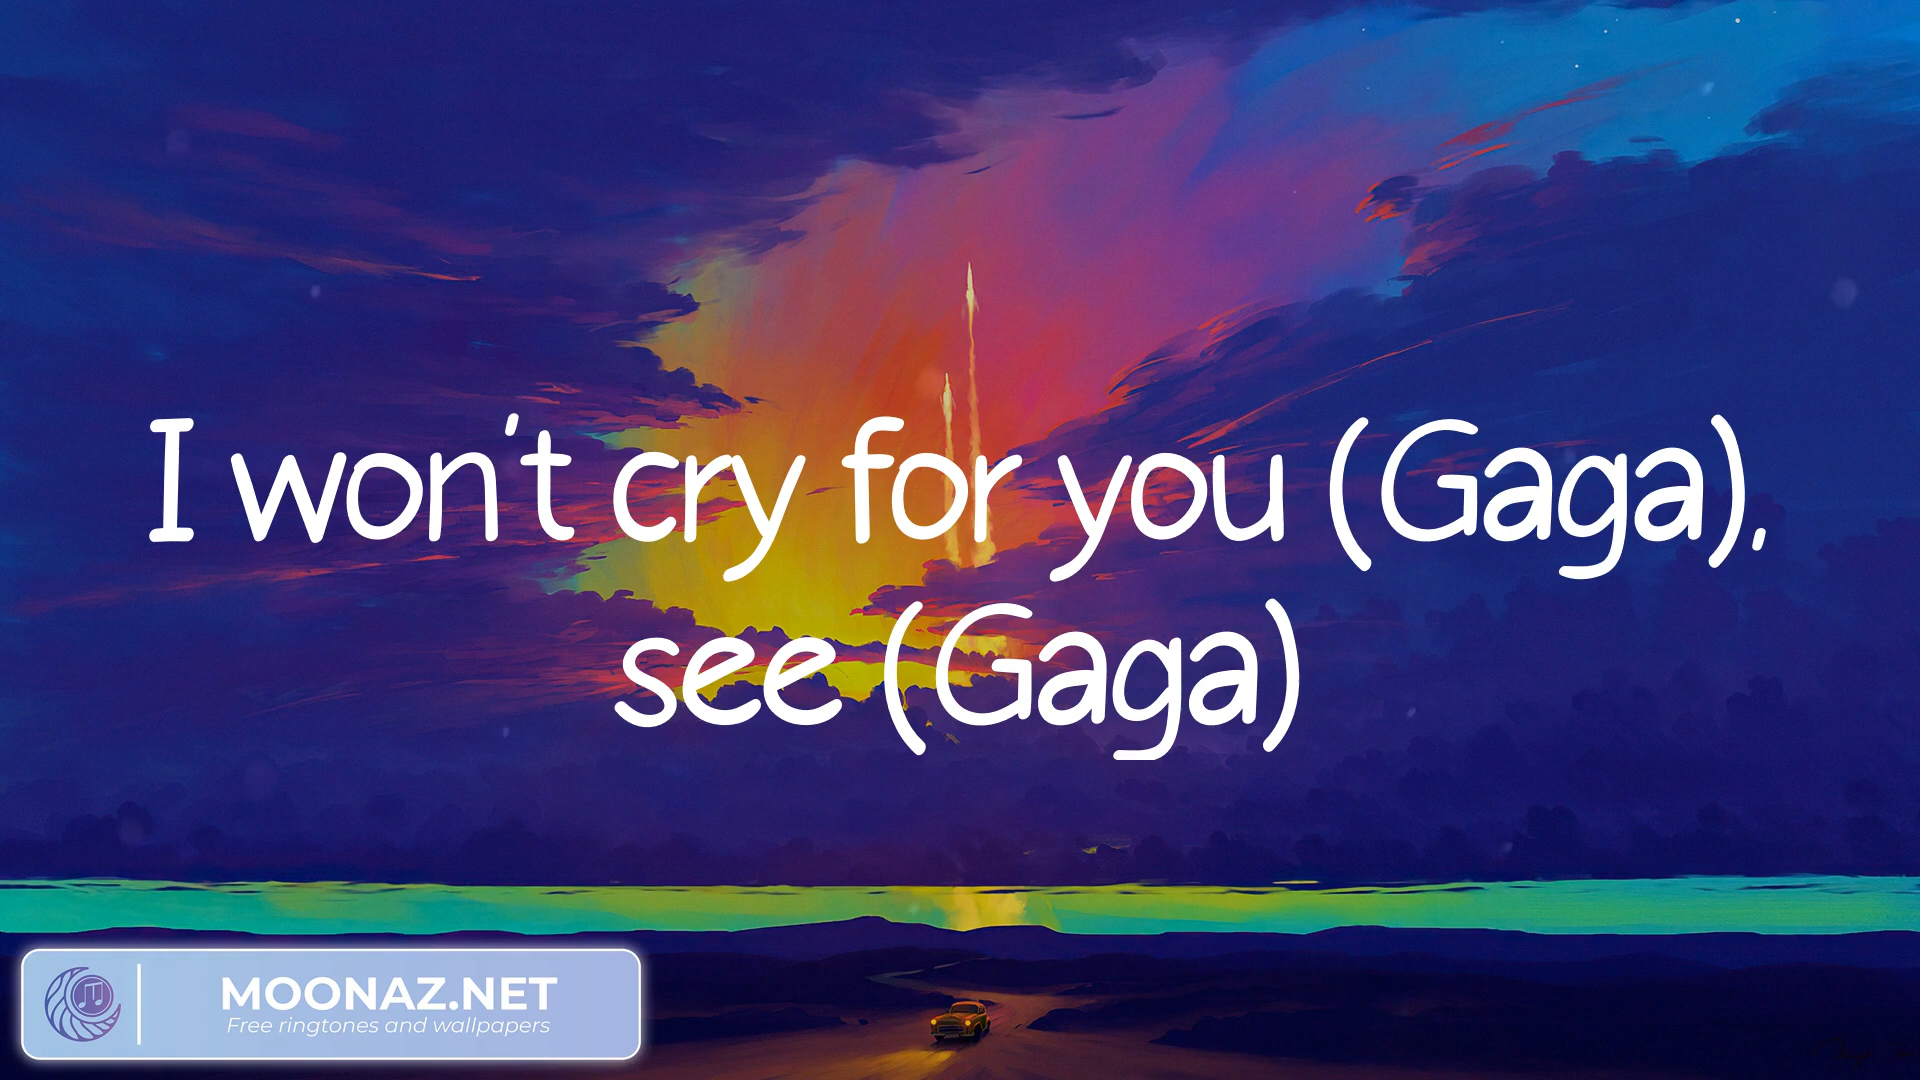 I won't cry for you (Gaga),
see (Gaga)
MOONAZ.NET
Free ringtones and wallpapers